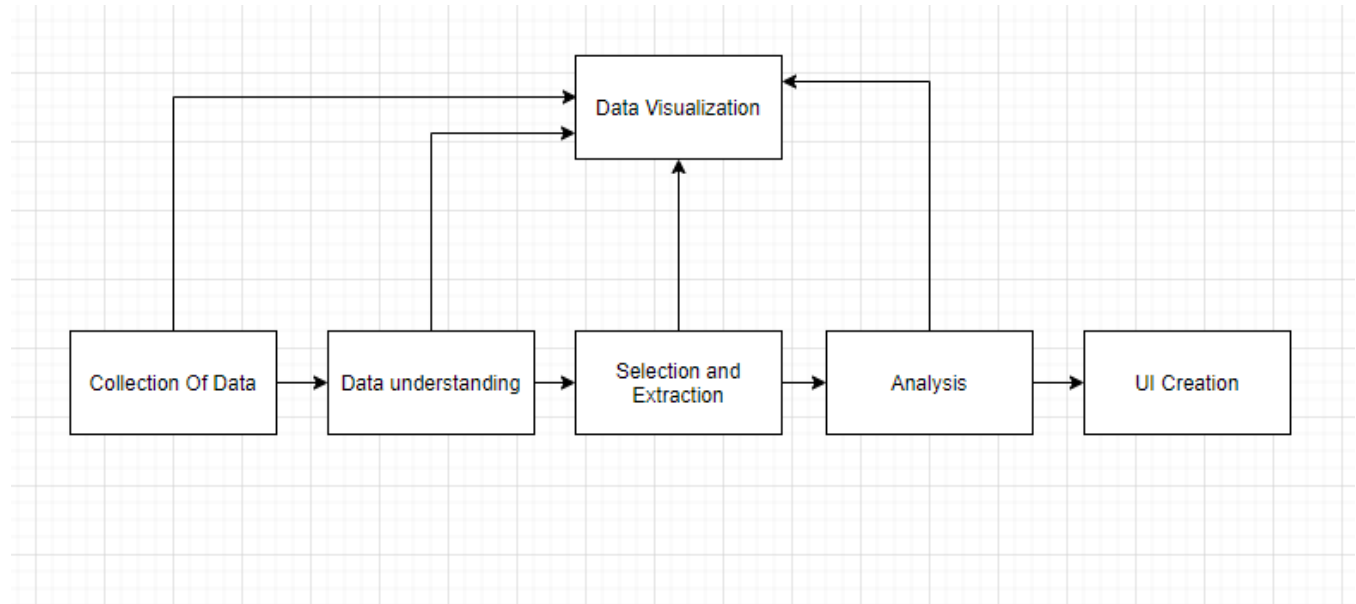 Data Visualization
Collection Of Data
Data understanding
Selection and
Extraction
Analysis
UI Creation